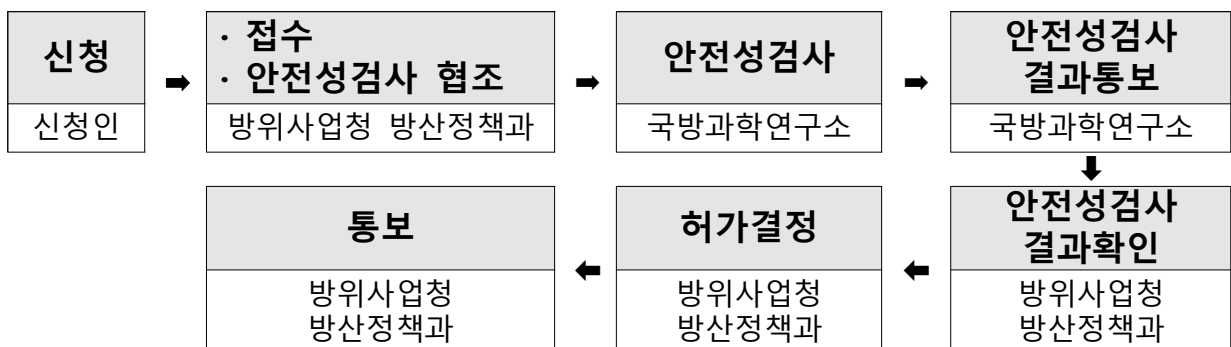 신청
신청인
· 접수
· 안전성검사 협조
방위사업청 방산정책과
안전성검사
국방과학연구소
안전성검사
결과통보
국방과학연구소
안전성검사
결과확인
방위사업청
방산정책과
허가결정
방위사업청
방산정책과
통보
방위사업청
방산정책과